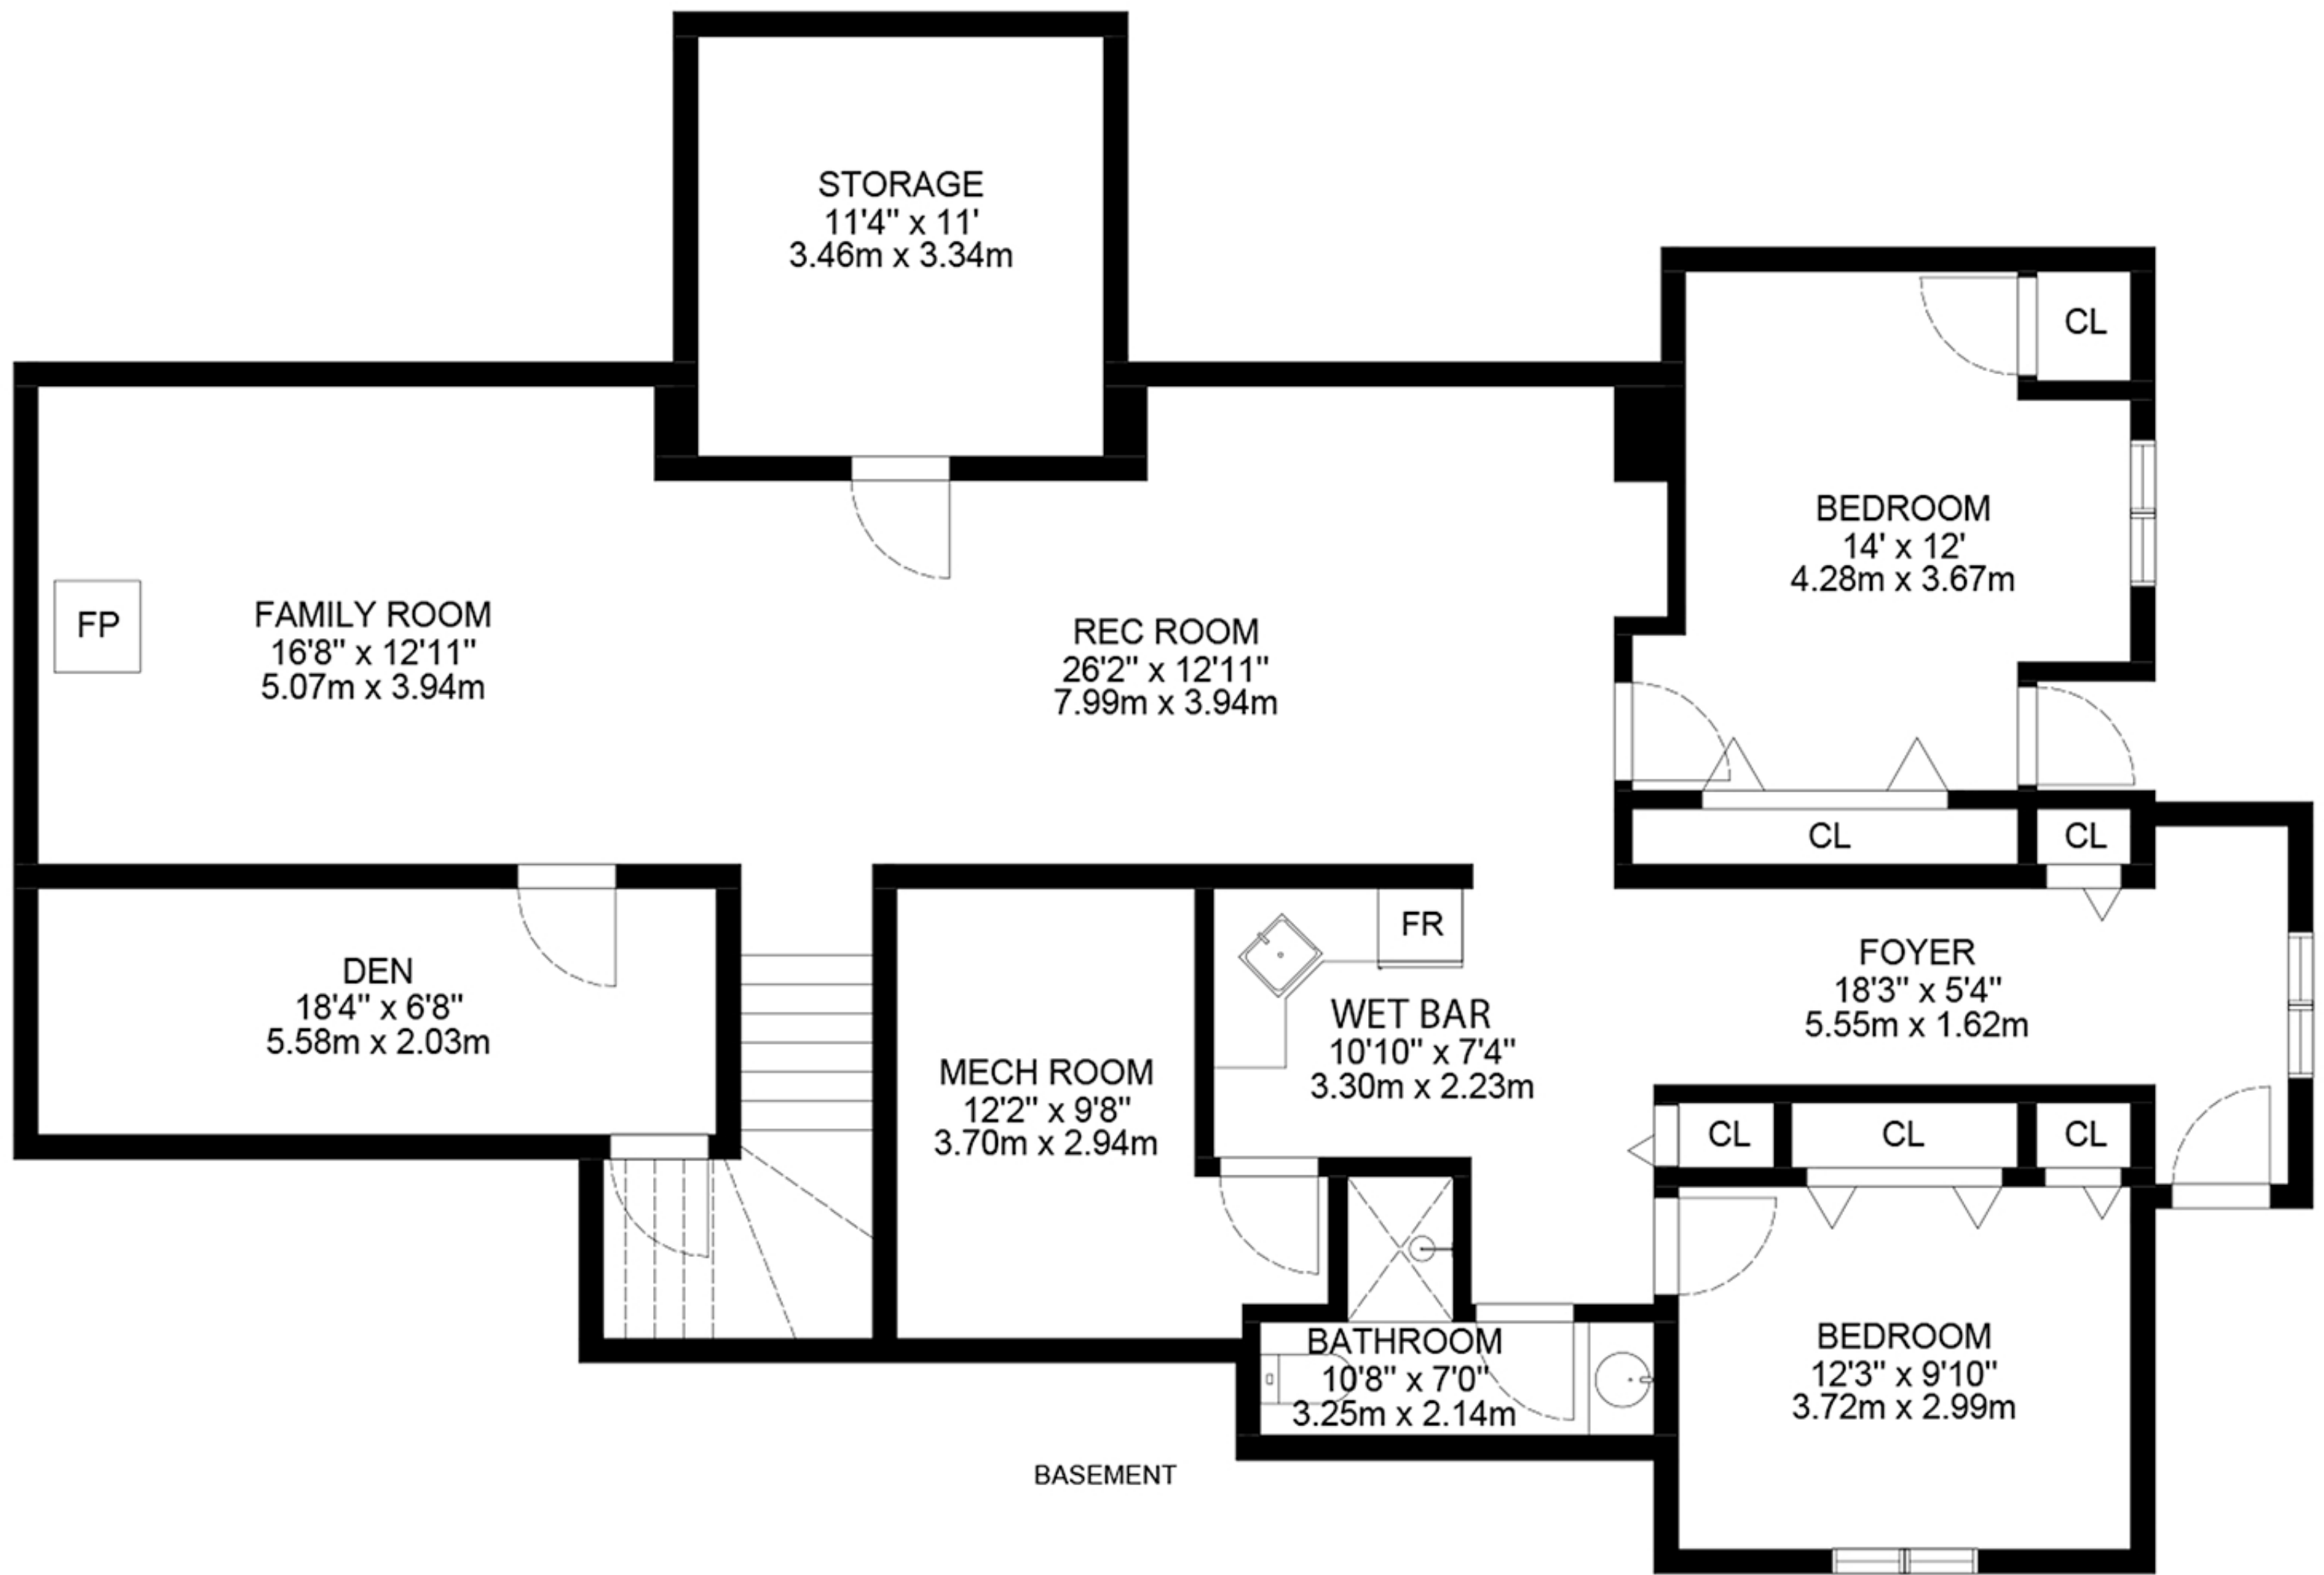 STORAGE
11'4" x 11'
3.46m x 3.34m
CL
BEDROOM
14' x 12'
4.28m x 3.67m
FP
FAMILY ROOM
16'8" x 12'11"
5.07m x 3.94m
REC ROOM
26'2" x 12'11"
7.99m x 3.94m
CL
CL
DEN
18'4" x 6'8"
5.58m x 2.03m
MECH ROOM
12'2" x 9'8"
3.70m x 2.94m
FR
WET BAR
10'10" x 7'4"
3.30m x 2.23m
FOYER
18'3" x 5'4"
5.55m x 1.62m
CL
CL
CL
BATHROOM
10'8" x 7'0"
3.25m x 2.14m
BEDROOM
12'3" x 9'10"
3.72m x 2.99m
BASEMENT